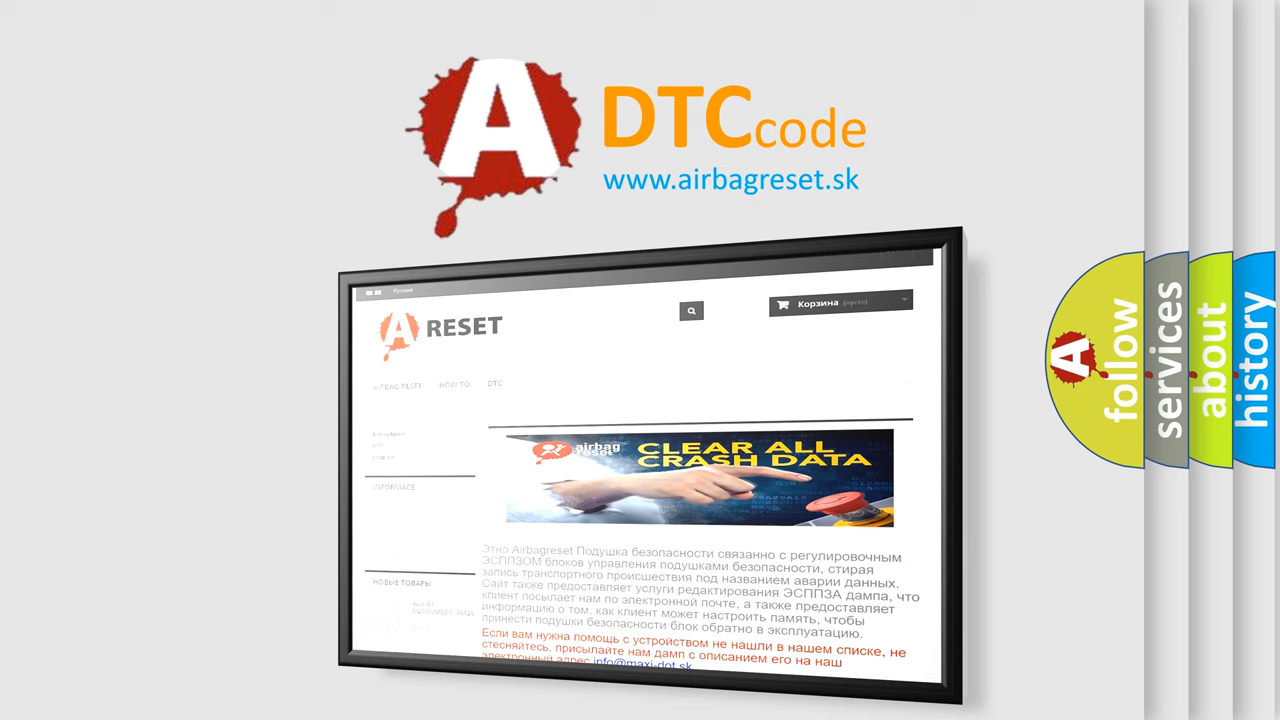 A DTCcode
www.airbagreset.sk
Русский
Корзина (пусто)
A RESET
AIRBAG RESET HOW TO DTC
Airbag Reset
INFORMACE
airbag
reset
CLEAR ALL
CRASH DATA
Этно Airbagreset Подушка безопасности связанно с регулировочным
ЭСППЗОМ блоков управления подушками безопасности, стирая
запись транспортного происшествия под названием аварии данных.
Сайт также предоставляет услуги редактирования ЭСППЗА дампа, что
клиент посылает нам по электронной почте, а также предоставляет
информацию о том, как клиент может настроить память, чтобы
принести подушки безопасности блок обратно в эксплуатацию.
Если вам нужна помощь с устройством не нашли в нашем списке, не
стесняйтесь, присылайте нам дамп с описанием его на наш
электронный адрес info@maxi-dot.sk
НОВЫЕ ТОВАРЫ
A
follow
services
about
history